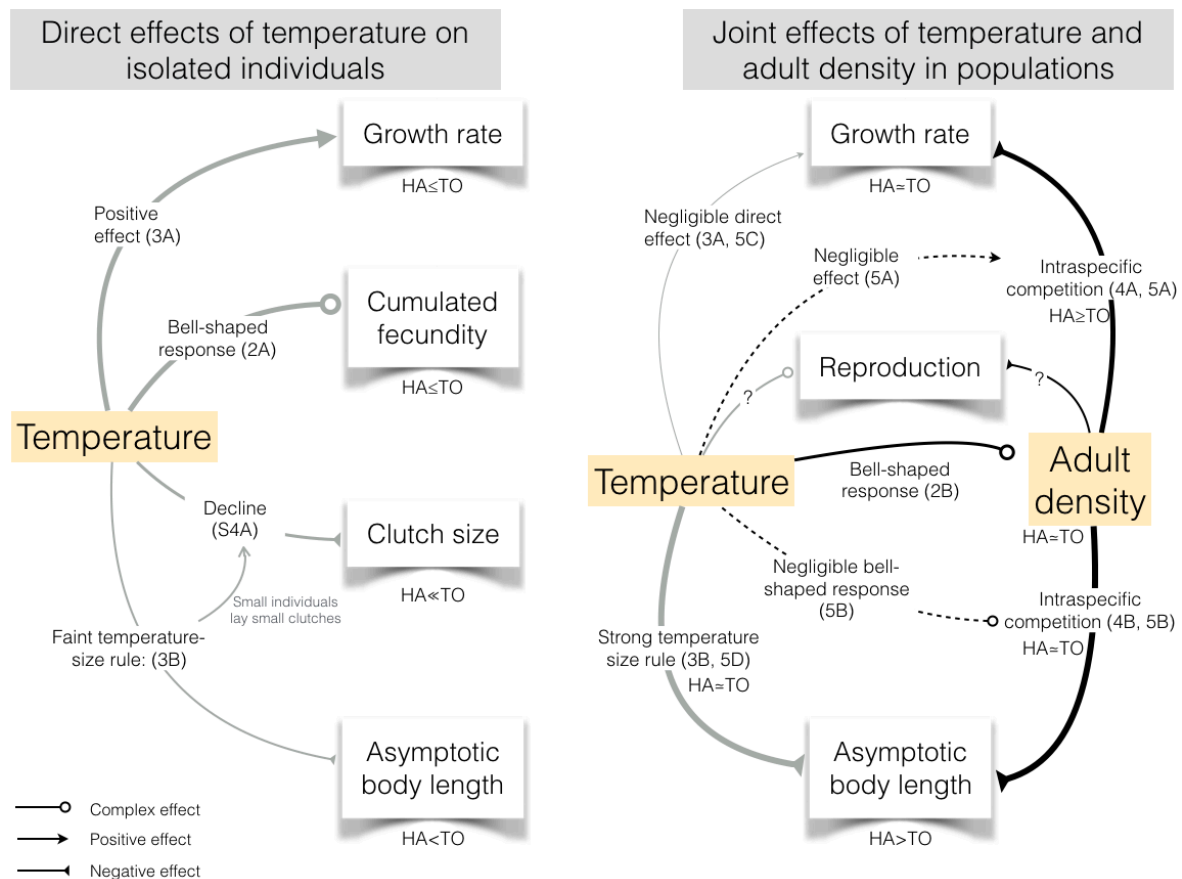 Direct effects of temperature on
isolated individuals
Growth rate
HA≤TO
Positive
effect (3A)
Cumulated
fecundity
HA≤TO
Bell-shaped
response (2A)
Temperature
Decline
(S4A)
Clutch size
HA≪TO
Small individuals
lay small clutches
Faint temperature-
size rule: (3B)
Asymptotic
body length
HA<TO
Complex effect
Positive effect
Negative effect
Joint effects of temperature and
adult density in populations
Growth rate
HA≃TO
Negligible direct
effect (3A, 5C)
Negligible
effect (5A)
Intraspecific
competition (4A, 5A)
HA≥TO
Reproduction
?
?
Temperature
Bell-shaped
response (2B)
Adult
density
HA≃TO
Negligible bell-
shaped response
(5B)
Intraspecific
competition (4B, 5B)
HA≃TO
Strong temperature
size rule (3B, 5D)
HA≃TO
Asymptotic
body length
HA>TO